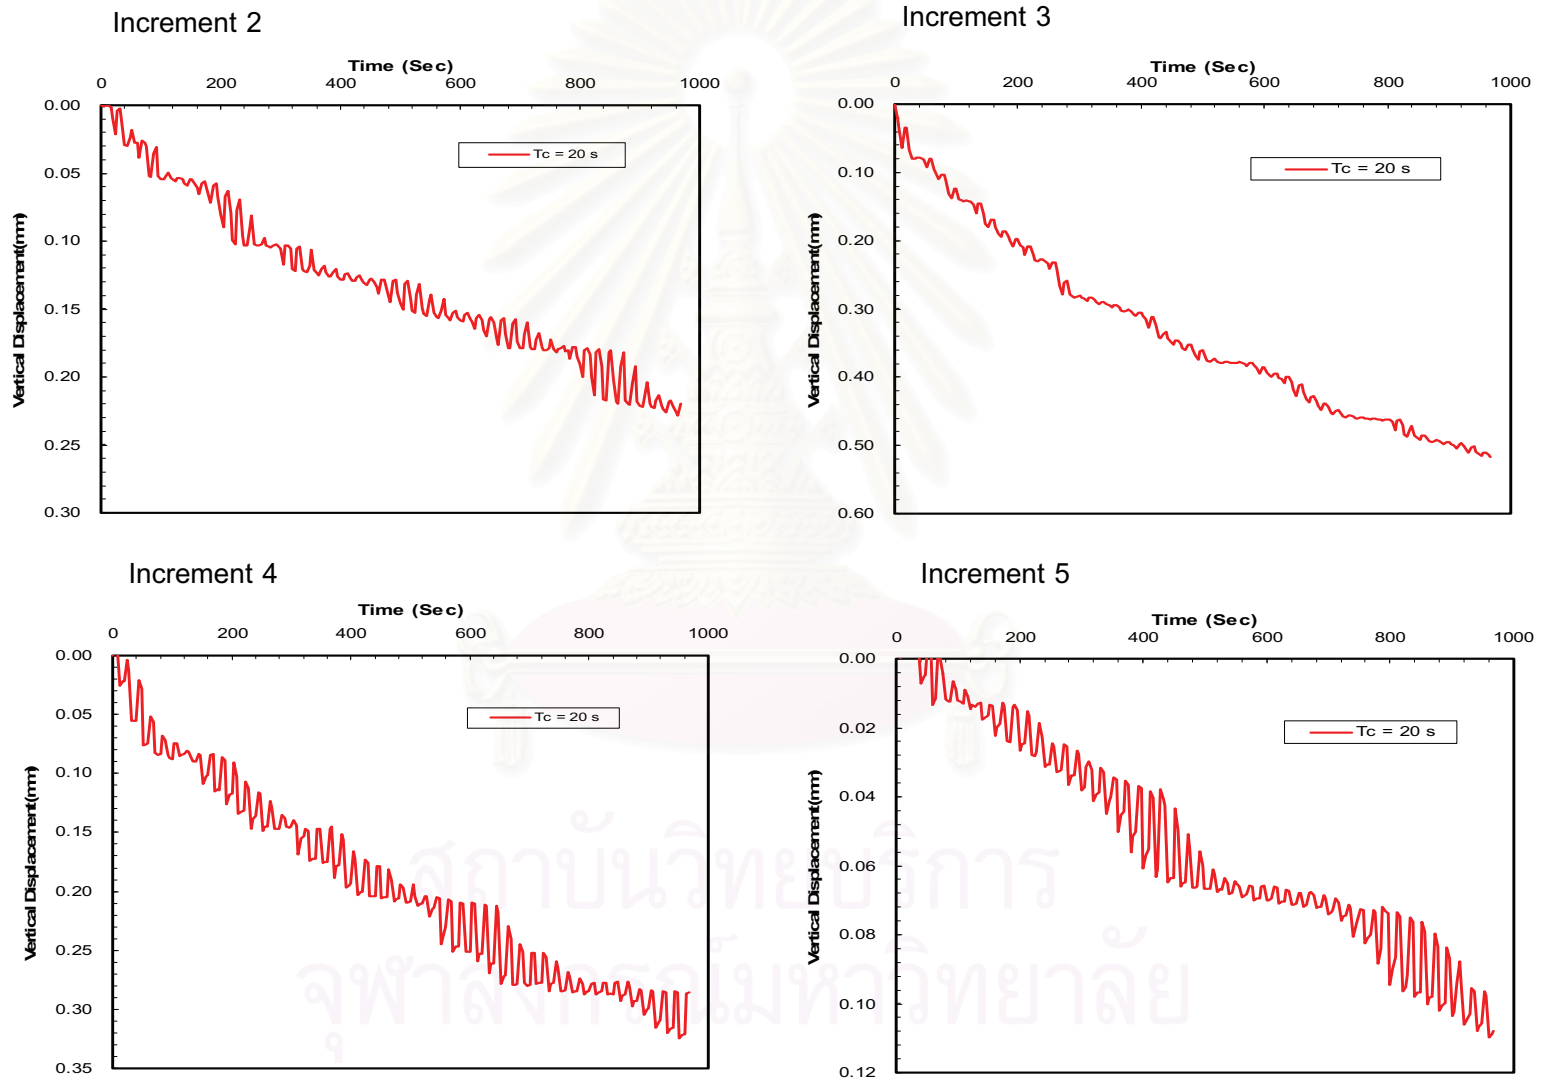 Increment 2
Time (Sec)
0 200 400 600 800 1000
0.00
0.05
0.10
0.15
0.20
0.25
0.30
Vertical Displacement(mm)
Tc = 20 s
Increment 3
Time (Sec)
0 200 400 600 800 1000
0.00
0.10
0.20
0.30
0.40
0.50
0.60
Vertical Displacement(mm)
Tc = 20 s
Increment 4
Time (Sec)
0 200 400 600 800 1000
0.00
0.05
0.10
0.15
0.20
0.25
0.30
0.35
Vertical Displacement(mm)
Tc = 20 s
Increment 5
Time (Sec)
0 200 400 600 800 1000
0.00
0.02
0.04
0.06
0.08
0.10
0.12
Vertical Displacement(mm)
Tc = 20 s
สถาบันวิทยบริการ
จุฬาลงกรณ์มหาวิทยาลัย